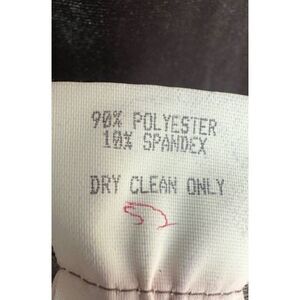 90% POLYESTER
10% SPANDEX
DRY CLEAN ONLY